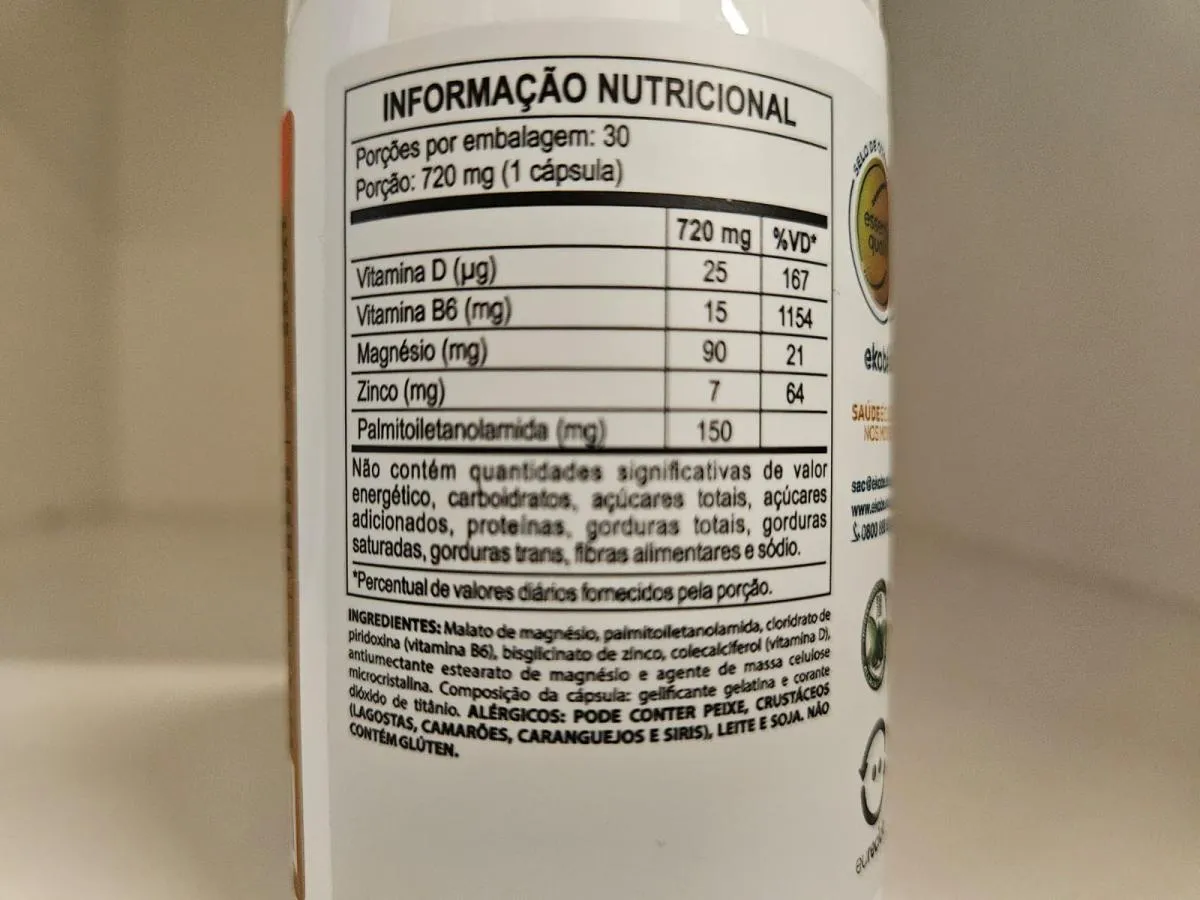 INFORMAÇÃO NUTRICIONAL
Porções por embalagem: 30
Porção: 720 mg (1 cápsula)
720 mg %VD*
Vitamina D (µg) 25 167
Vitamina B6 (mg) 15 1154
Magnésio (mg) 90 21
Zinco (mg) 7 64
Palmitoiletanolamida (mg) 150
Não contém quantidades significativas de valor
energético, carboidratos, açúcares totais, açúcares
adicionados, proteínas, gorduras totais, gorduras
saturadas, gorduras trans, fibras alimentares e sódio.
*Percentual de valores diários fornecidos pela porção.
INGREDIENTES: Malato de magnésio, palmitoiletanolamida, cloridrato de
piridoxina (vitamina B6), bisglicinato de zinco, colecalciferol (vitamina D),
antiumectante estearato de magnésio e agente de massa celulose
microcristalina. Composição da cápsula: gelificante gelatina e corante
dióxido de titânio. ALÉRGICOS: PODE CONTER PEIXE, CRUSTÁCEOS
(LAGOSTAS, CAMARÕES, CARANGUEJOS E SIRIS), LEITE E SOJA. NÃO
CONTÉM GLÚTEN.
SELO DE
SAÚDE
0800